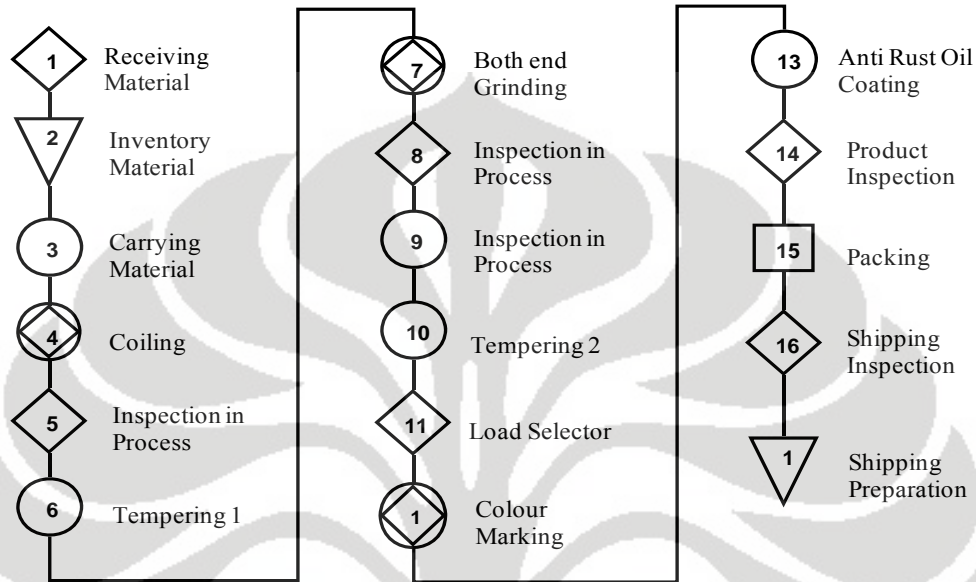 1 Receiving
Material
2 Inventory
Material
3 Carrying
Material
4 Coiling
5 Inspection in
Process
6 Tempering 1
7 Both end
Grinding
8 Inspection in
Process
9 Inspection in
Process
10 Tempering 2
11 Load Selector
1 Colour
Marking
13 Anti Rust Oil
Coating
14 Product
Inspection
15 Packing
16 Shipping
Inspection
1 Shipping
Preparation